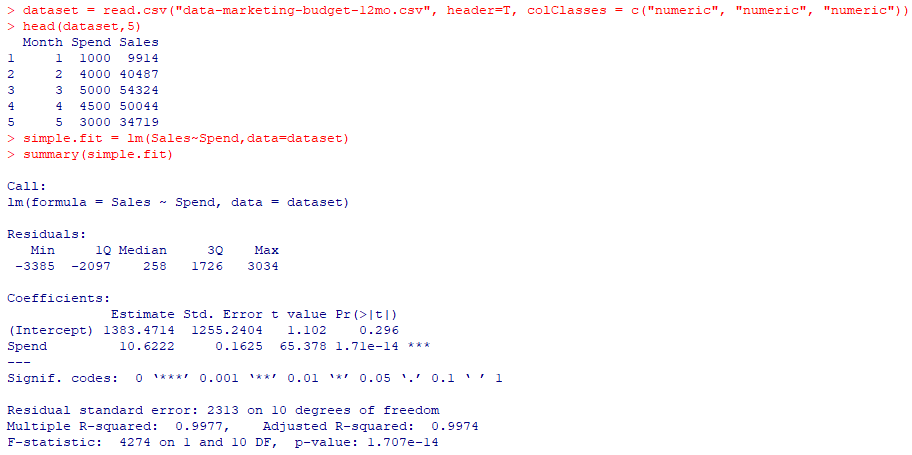 > dataset = read.csv("data-marketing-budget-12mo.csv", header=T, colClasses = c("numeric", "numeric", "numeric"))
> head(dataset,5)
  Month Spend Sales
1     1  1000  9914
2     2  4000 40487
3     3  5000 54324
4     4  4500 50044
5     5  3000 34719
> simple.fit = lm(Sales~Spend,data=dataset)
> summary(simple.fit)

Call:
lm(formula = Sales ~ Spend, data = dataset)

Residuals:
   Min     1Q Median     3Q    Max
 -3385  -2097    258   1726   3034

Coefficients:
             Estimate Std. Error t value Pr(>|t|)
(Intercept) 1383.4714  1255.2404   1.102    0.296
Spend         10.6222     0.1625  65.378 1.71e-14 ***
---
Signif. codes:  0 ‘***’ 0.001 ‘**’ 0.01 ‘*’ 0.05 ‘.’ 0.1 ‘ ’ 1

Residual standard error: 2313 on 10 degrees of freedom
Multiple R-squared:  0.9977,    Adjusted R-squared:  0.9974
F-statistic:  4274 on 1 and 10 DF,  p-value: 1.707e-14